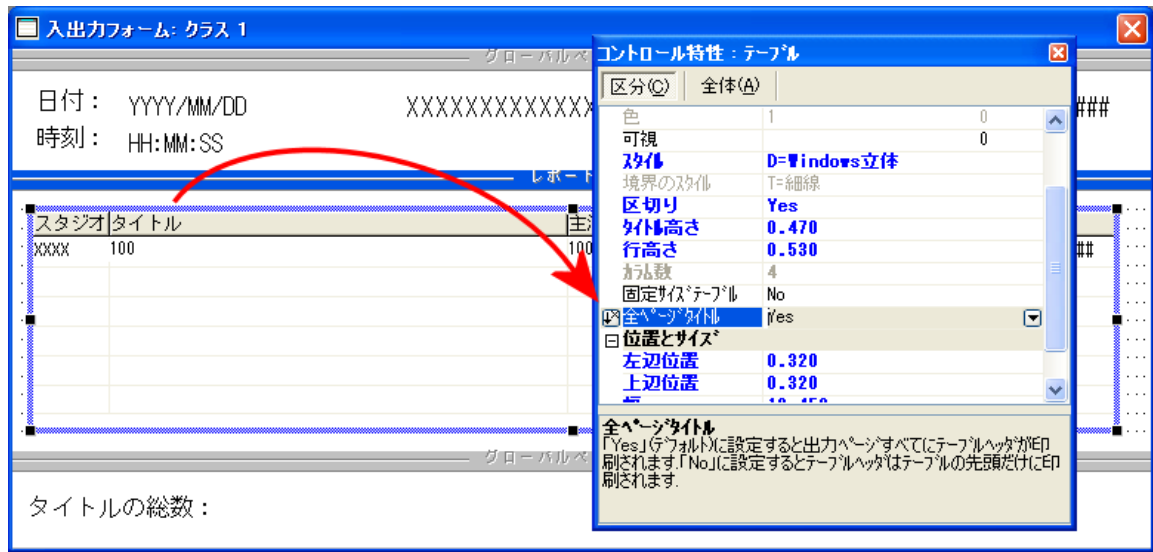 入出力フォーム: クラス 1
グローバルペ
日付： YYYY/MM/DD XXXXXXXXXXXXX ###
時刻： HH:MM:SS
レポート
スタジオ タイトル
XXXX 100 100 ##
グローバルペ
タイトルの総数：
コントロール特性：テーブル
区分(C) 全体(A)
色 1 0
可視 0
スタイル D=Windows立体
境界のスタイル T=細線
区切り Yes
タイトル高さ 0.470
行高さ 0.530
カラム数 4
固定サイズテーブル No
全ページタイトル Yes
位置とサイズ
左辺位置 0.320
上辺位置 0.320
全ページタイトル
「Yes」(デフォルト)に設定すると出力ページすべてにテーブルヘッダが印
刷されます.「No」に設定するとテーブルヘッダはテーブルの先頭だけに印
刷されます.